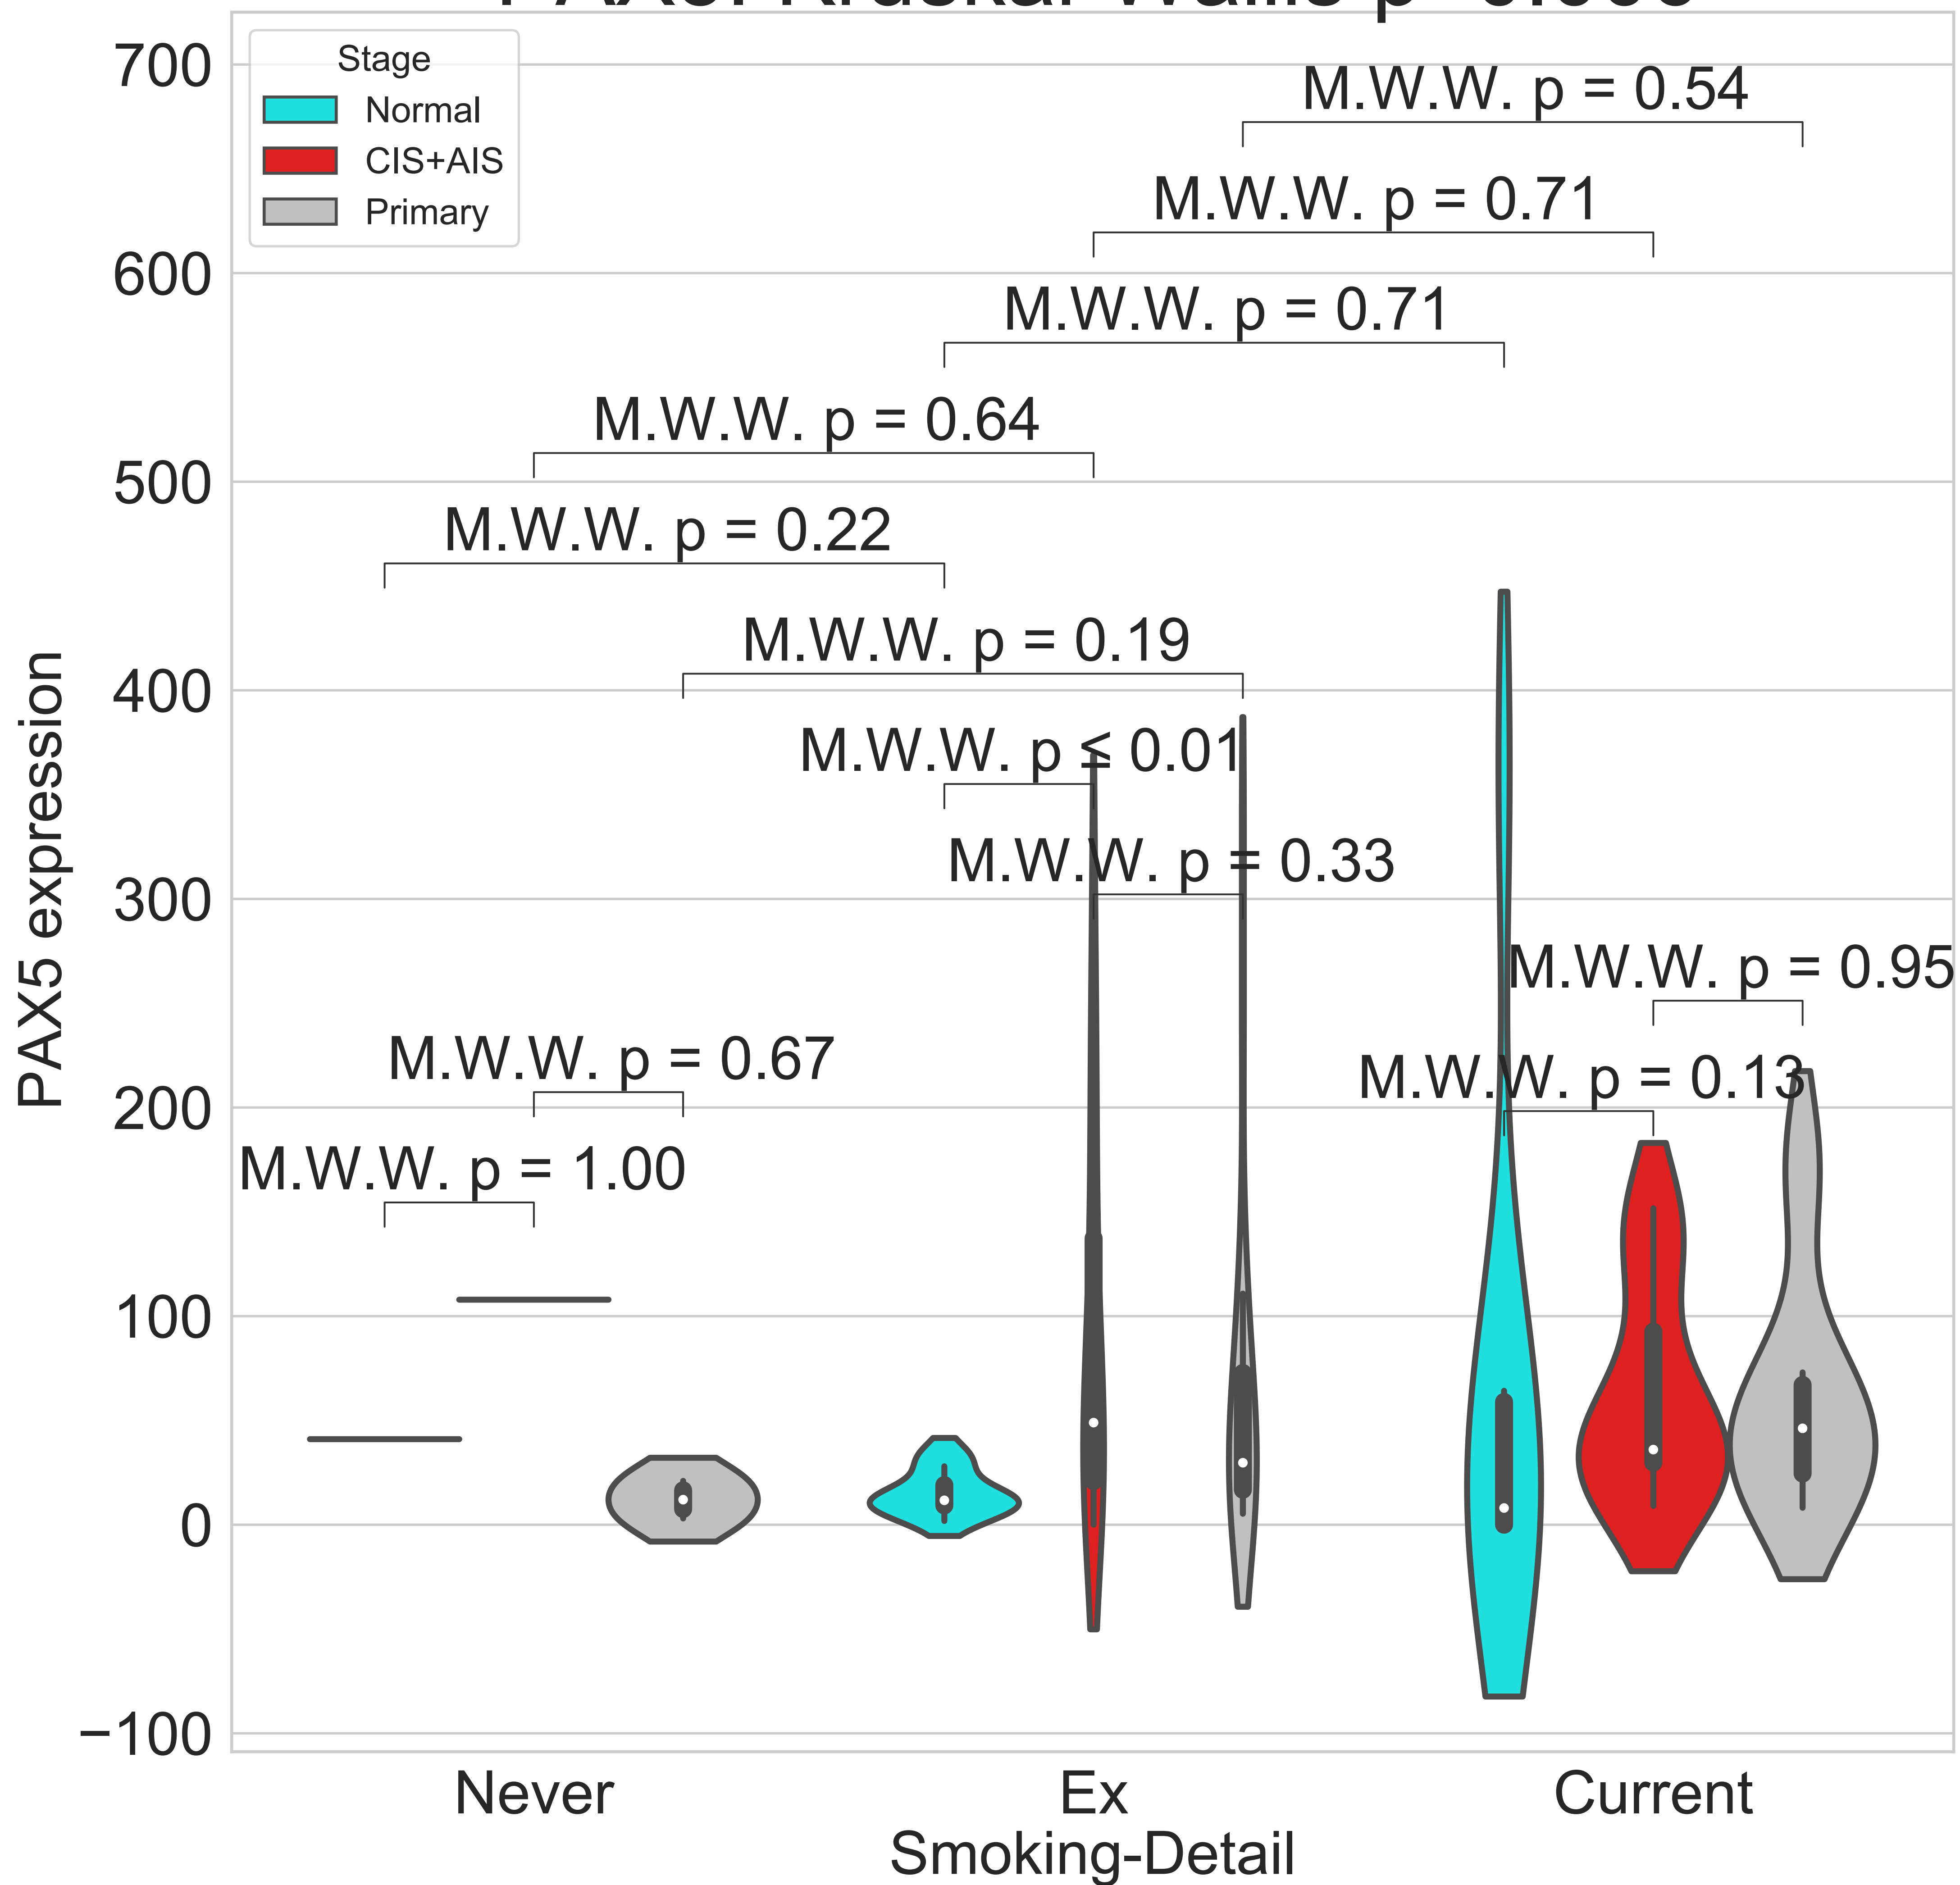 700
600
500
400
300
200
100
0
−100
PAX5 expression
Stage
Normal
CIS+AIS
Primary
M.W.W. p = 0.54
M.W.W. p = 0.71
M.W.W. p = 0.71
M.W.W. p = 0.64
M.W.W. p = 0.22
M.W.W. p = 0.19
M.W.W. p ≤ 0.01
M.W.W. p = 0.33
M.W.W. p = 0.95
M.W.W. p = 0.67
M.W.W. p = 0.13
M.W.W. p = 1.00
Never Ex Current
Smoking-Detail